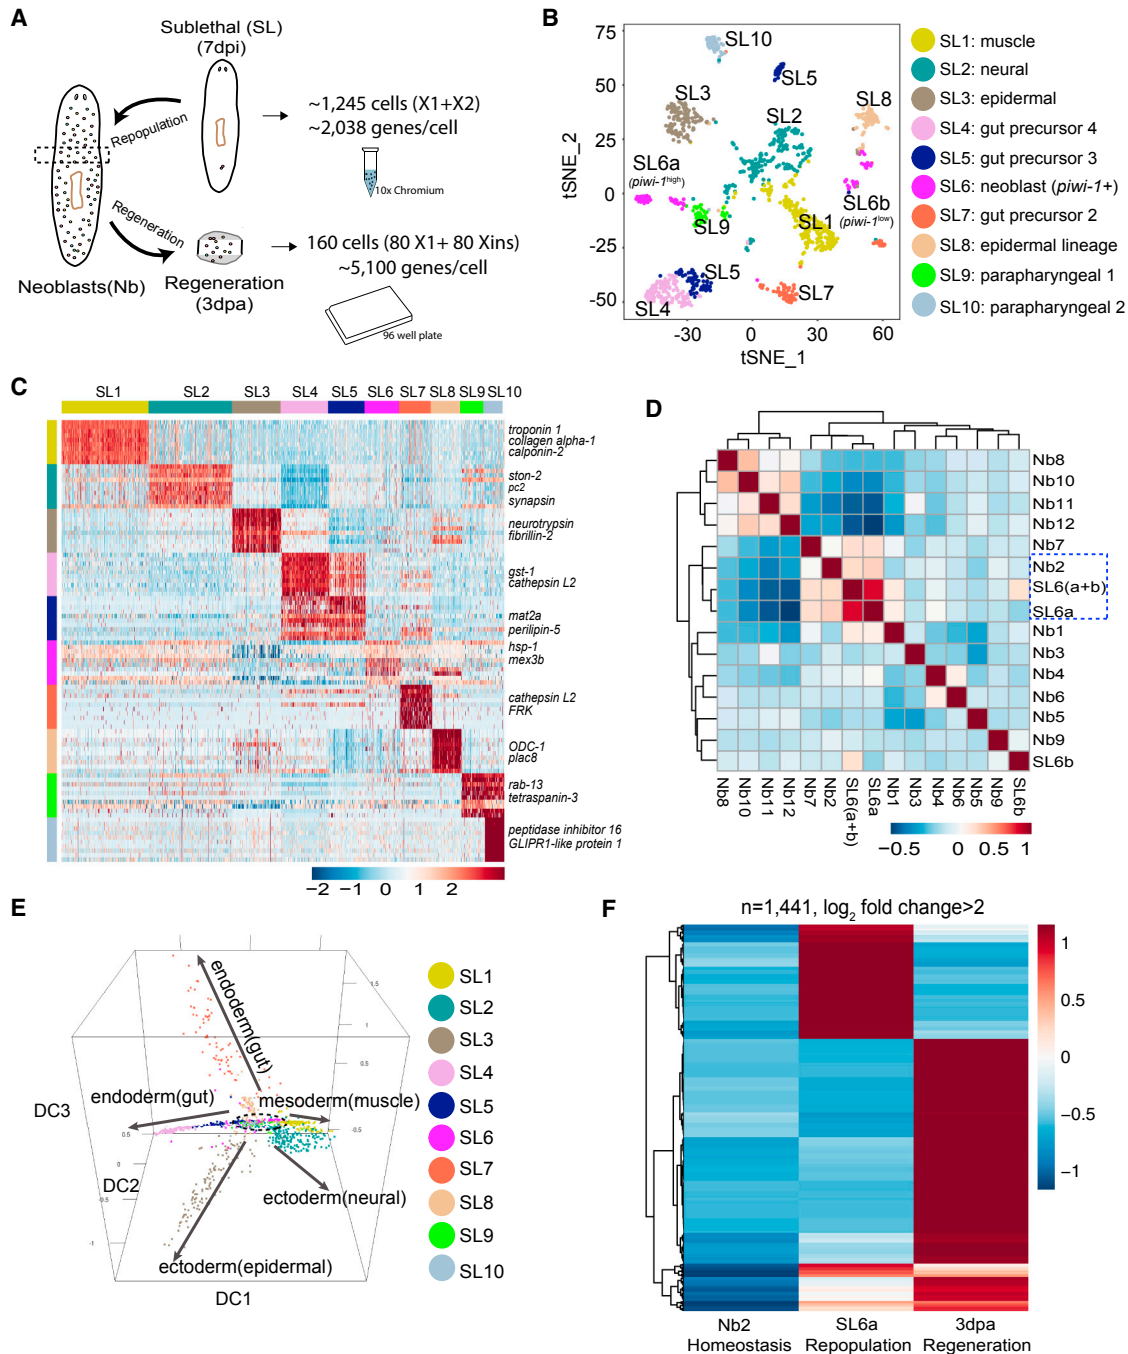 A
Sublethal (SL)
(7dpi)
Repopulation
~1,245 cells (X1+X2)
~2,038 genes/cell
10x Chromium
Regeneration
160 cells (80 X1+ 80 Xins)
~5,100 genes/cell
Neoblasts(Nb)
Regeneration
(3dpa)
96 well plate
B
tSNE_2
75
50
25
0
-25
-50
-30
0
30
60
tSNE_1
SL10
SL5
SL3
SL2
SL8
SL6a
(piwi-1high)
SL6b
(piwi-1low)
SL9
SL1
SL5
SL4
SL7
SL1: muscle
SL2: neural
SL3: epidermal
SL4: gut precursor 4
SL5: gut precursor 3
SL6: neoblast (piwi-1+)
SL7: gut precursor 2
SL8: epidermal lineage
SL9: parapharyngeal 1
SL10: parapharyngeal 2
C
SL1 SL2 SL3 SL4 SL5 SL6 SL7 SL8 SL9 SL10
troponin 1
collagen alpha-1
calponin-2
ston-2
pc2
synapsin
neurotrypsin
fibrillin-2
gst-1
cathepsin L2
mat2a
perilipin-5
hsp-1
mex3b
cathepsin L2
FRK
ODC-1
plac8
rab-13
tetraspanin-3
peptidase inhibitor 16
GLIPR1-like protein 1
-2 -1 0 1 2
D
Nb8
Nb10
Nb11
Nb12
Nb7
Nb2
SL6(a+b)
SL6a
Nb1
Nb3
Nb4
Nb6
Nb5
Nb9
SL6b
Nb8 Nb10 Nb11 Nb12 Nb7 Nb2 SL6(a+b) SL6a Nb1 Nb3 Nb4 Nb6 Nb5 Nb9 SL6b
-0.5 0 0.5 1
E
endoderm(gut)
endoderm(gut)
mesoderm(muscle)
ectoderm(neural)
ectoderm(epidermal)
DC3
DC2
DC1
SL1
SL2
SL3
SL4
SL5
SL6
SL7
SL8
SL9
SL10
F
n=1,441, log2 fold change>2
1
0.5
0
-0.5
-1
Nb2
Homeostasis
SL6a
Repopulation
3dpa
Regeneration